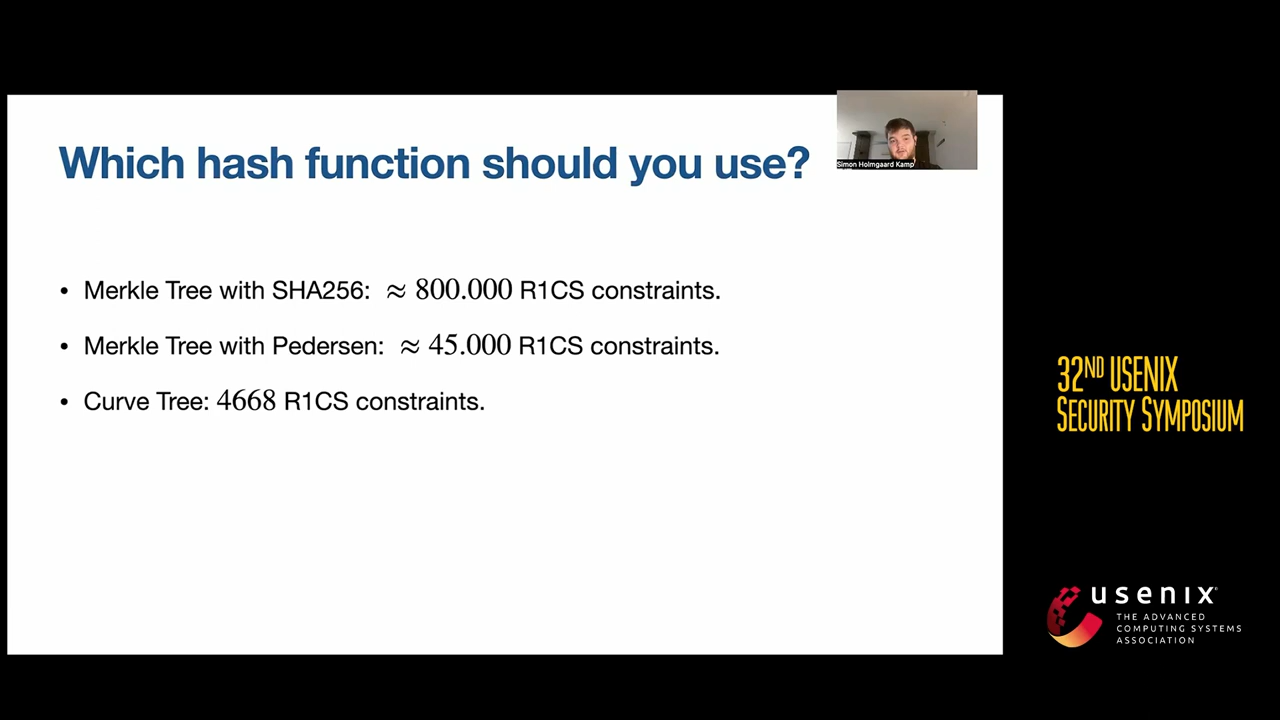 Which hash function should you use?
Simon Holmgaard Kamp
• Merkle Tree with SHA256: ≈ 800.000 R1CS constraints.
• Merkle Tree with Pedersen: ≈ 45.000 R1CS constraints.
• Curve Tree: 4668 R1CS constraints.
32ND USENIX
SECURITY SYMPOSIUM
usenix
THE ADVANCED
COMPUTING SYSTEMS
ASSOCIATION